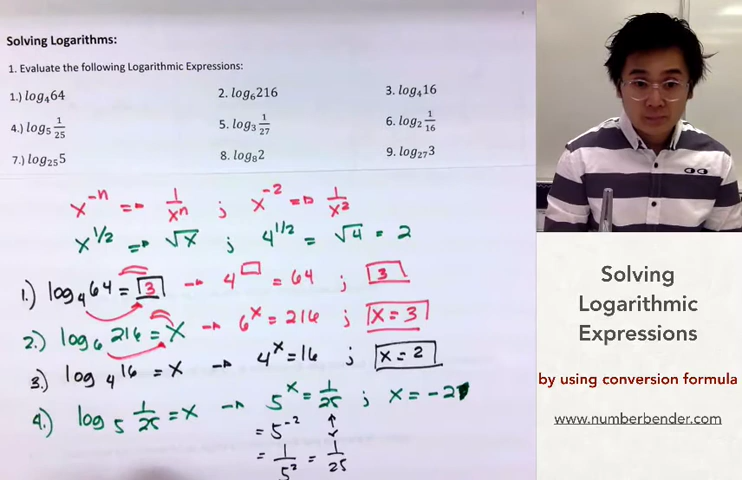 Solving Logarithms:
1. Evaluate the following Logarithmic Expressions:
1.) log₄64 2. log₆216 3. log₄16
4.) log₅ 1/25 5. log₃ 1/27 6. log₂ 1/16
7.) log₂₅5 8. log₈2 9. log₂₇3
x⁻ⁿ => 1/xⁿ ; x⁻² => 1/x²
x^1/2 => √x ; 4^1/2 = √4 = 2
1.) log₄64 = 3 → 4^□ = 64 ; 3
2.) log₆ 216 = x → 6ˣ = 216 ; x = 3
3.) log₄16 = x → 4ˣ = 16 ; x = 2
4.) log₅ 1/25 = x → 5ˣ = 1/25 ; x = -2
= 5⁻² ↑
= 1/5² = 1/25
Solving
Logarithmic
Expressions
by using conversion formula
www.numberbender.com